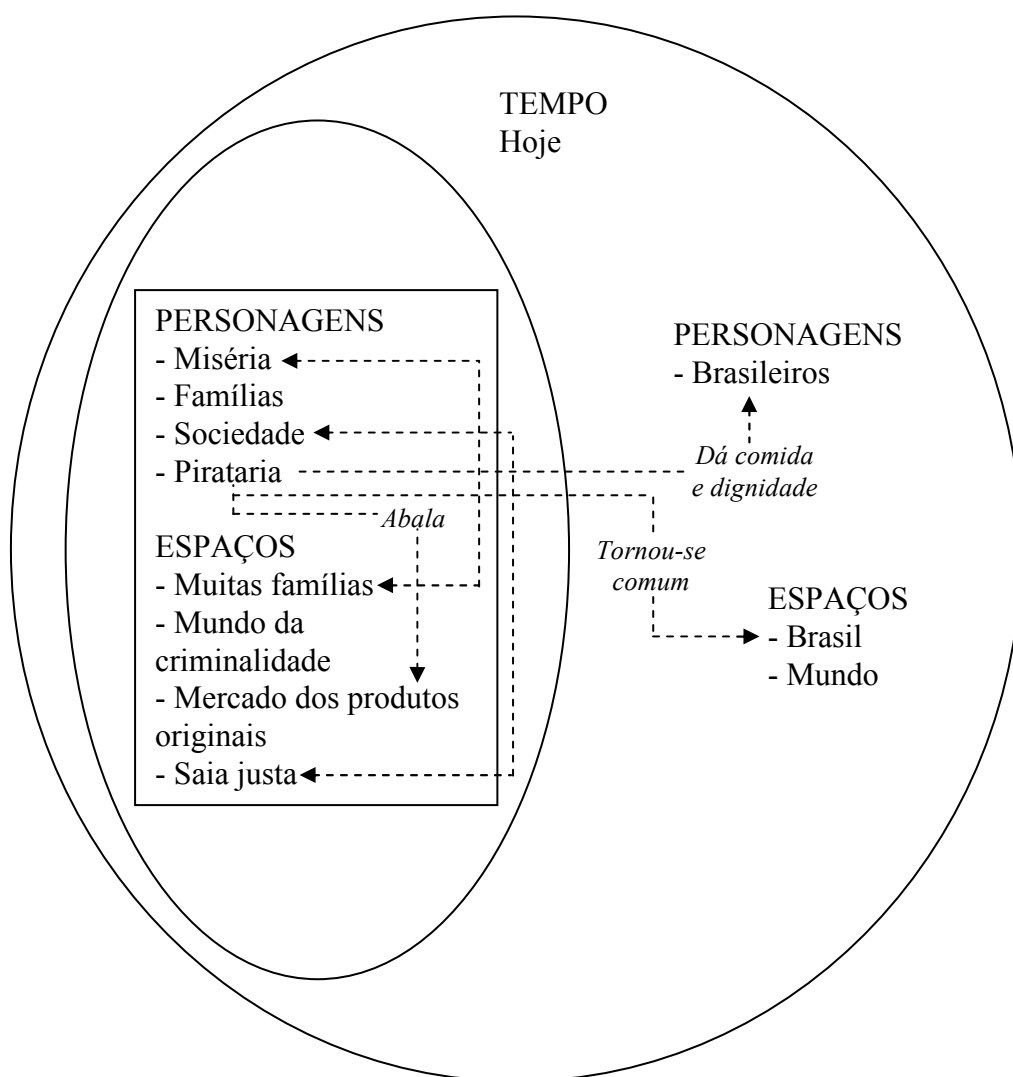 TEMPO
Hoje
PERSONAGENS
- Miséria
- Famílias
- Sociedade
- Pirataria
Abala
ESPAÇOS
- Muitas famílias
- Mundo da
criminalidade
- Mercado dos produtos
originais
- Saia justa
PERSONAGENS
- Brasileiros
Dá comida
e dignidade
Tornou-se
comum
ESPAÇOS
- Brasil
- Mundo